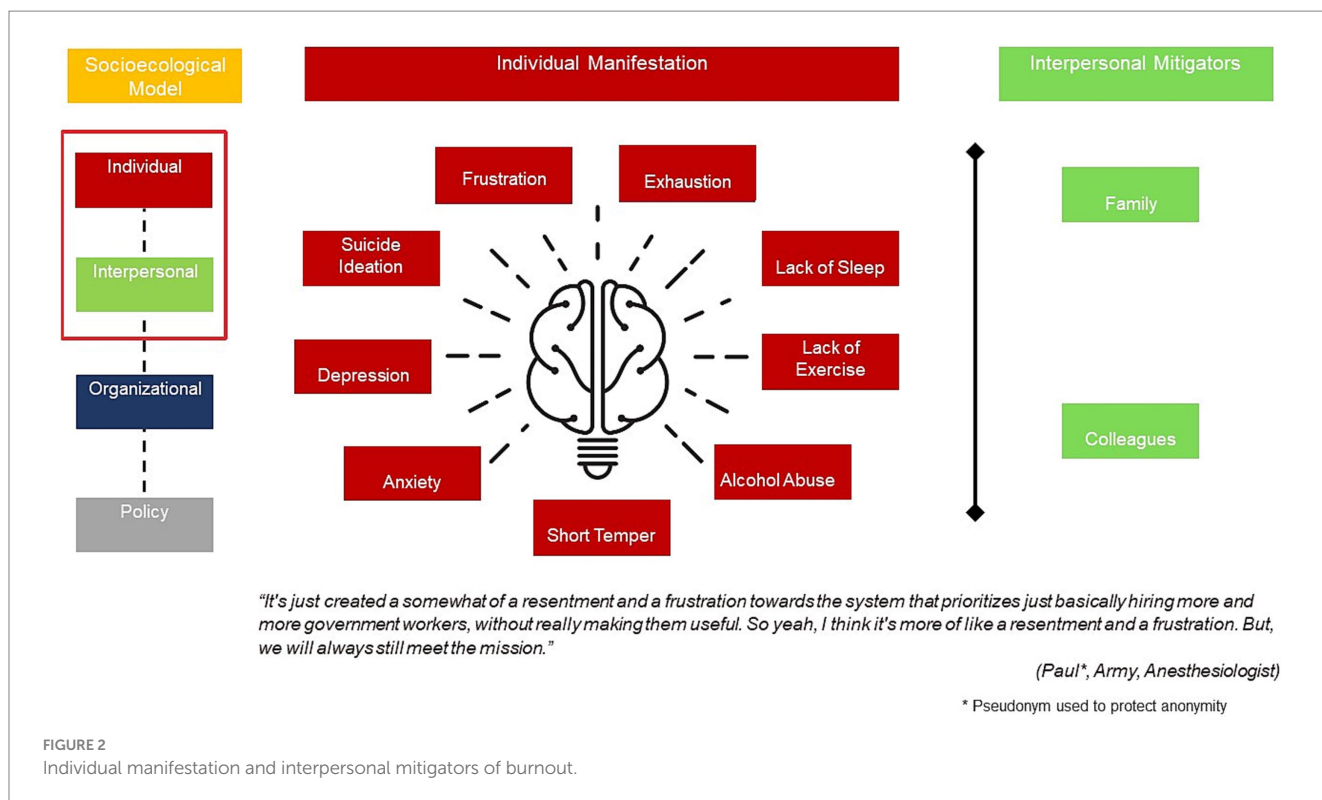 Socioecological
Model
Individual Manifestation
Interpersonal Mitigators
Individual
Interpersonal
Organizational
Policy
Frustration
Exhaustion
Suicide
Ideation
Lack of Sleep
Depression
Lack of
Exercise
Anxiety
Alcohol Abuse
Short Temper
Family
Colleagues
“It's just created a somewhat of a resentment and a frustration towards the system that prioritizes just basically hiring more and
more government workers, without really making them useful. So yeah, I think it's more of like a resentment and a frustration. But,
we will always still meet the mission.”
(Paul*, Army, Anesthesiologist)
* Pseudonym used to protect anonymity
FIGURE 2
Individual manifestation and interpersonal mitigators of burnout.